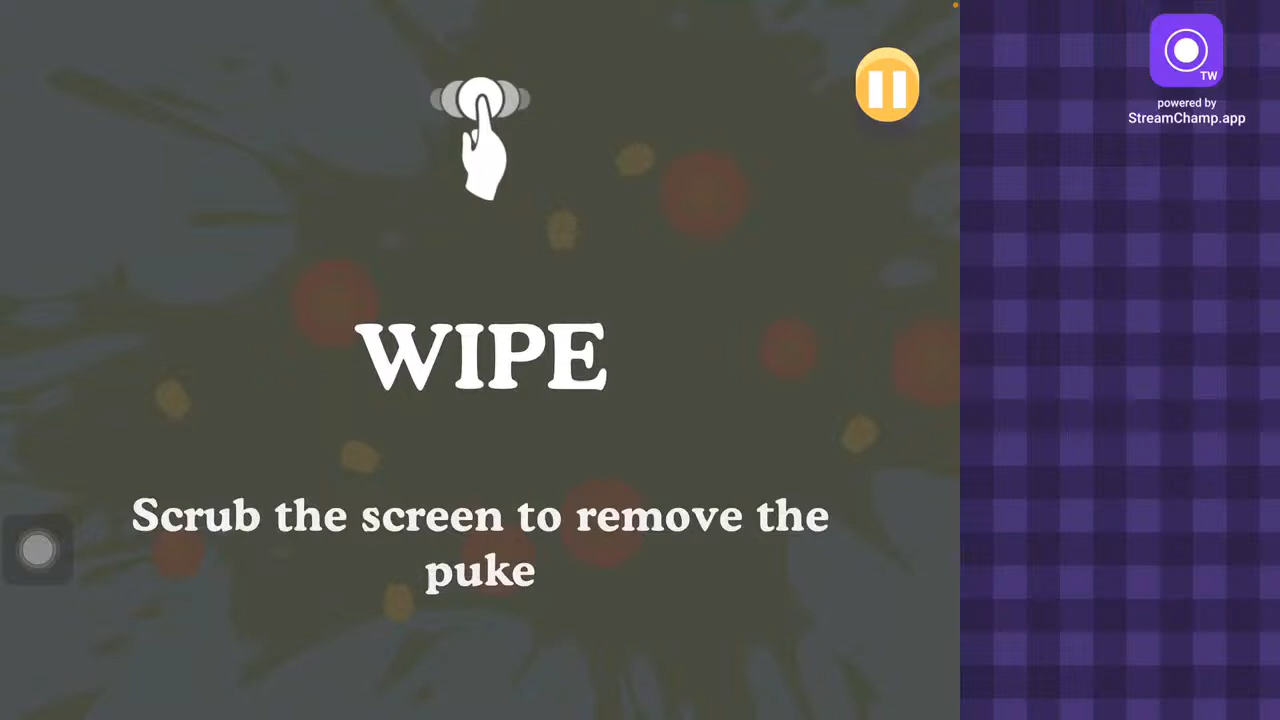 TW
powered by
StreamChamp.app
WIPE
Scrub the screen to remove the
puke